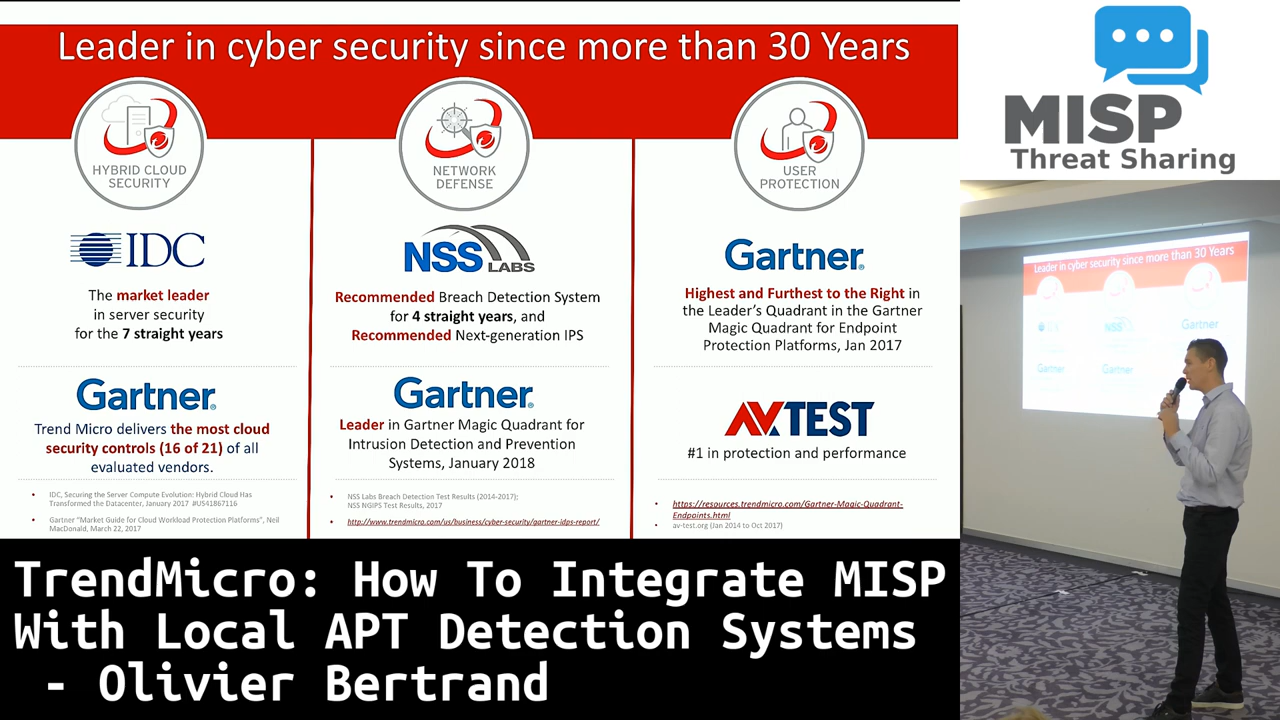 Leader in cyber security since more than 30 Years
HYBRID CLOUD
SECURITY
NETWORK
DEFENSE
USER
PROTECTION
IDC
The market leader
in server security
for the 7 straight years
Gartner
Trend Micro delivers the most cloud
security controls (16 of 21) of all
evaluated vendors.
• IDC, Securing the Server Compute Evolution: Hybrid Cloud Has
Transformed the Datacenter, January 2017 #US41867116
• Gartner "Market Guide for Cloud Workload Protection Platforms", Neil
MacDonald, March 22, 2017
NSS
LABS
Recommended Breach Detection System
for 4 straight years, and
Recommended Next-generation IPS
Gartner
Leader in Gartner Magic Quadrant for
Intrusion Detection and Prevention
Systems, January 2018
• NSS Labs Breach Detection Test Results (2014-2017);
NSS NGIPS Test Results, 2017
• http://www.trendmicro.com/us/business/cyber-security/gartner-idps-report/
Gartner
Highest and Furthest to the Right in
the Leader's Quadrant in the Gartner
Magic Quadrant for Endpoint
Protection Platforms, Jan 2017
AVTEST
#1 in protection and performance
• https://resources.trendmicro.com/Gartner-Magic-Quadrant-
Endpoints.html
• av-test.org (Jan 2014 to Oct 2017)
MISP
Threat Sharing
Leader in cyber security since more than 30 Years
NSS
Gartner
Gartner
Gartner
TrendMicro: How To Integrate MISP
With Local APT Detection Systems
- Olivier Bertrand